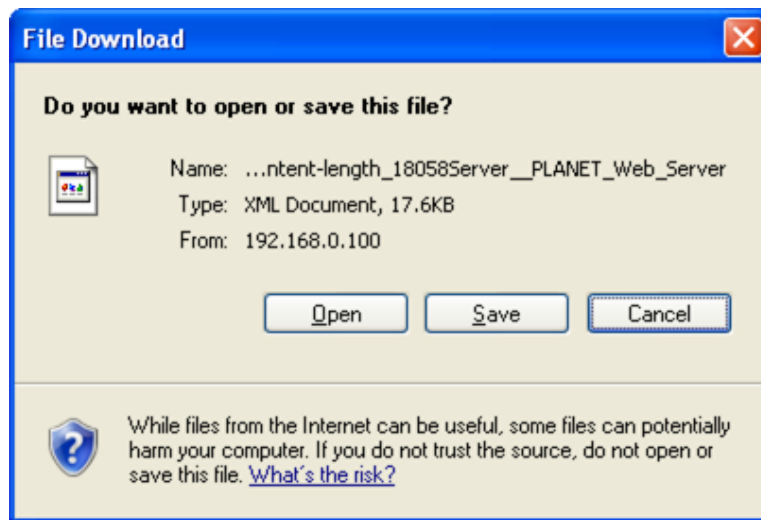 File Download
Do you want to open or save this file?
Name: ...ntent-length_18058Server__PLANET_Web_Server
Type: XML Document, 17.6KB
From: 192.168.0.100
Open Save Cancel
While files from the Internet can be useful, some files can potentially
harm your computer. If you do not trust the source, do not open or
save this file. What's the risk?